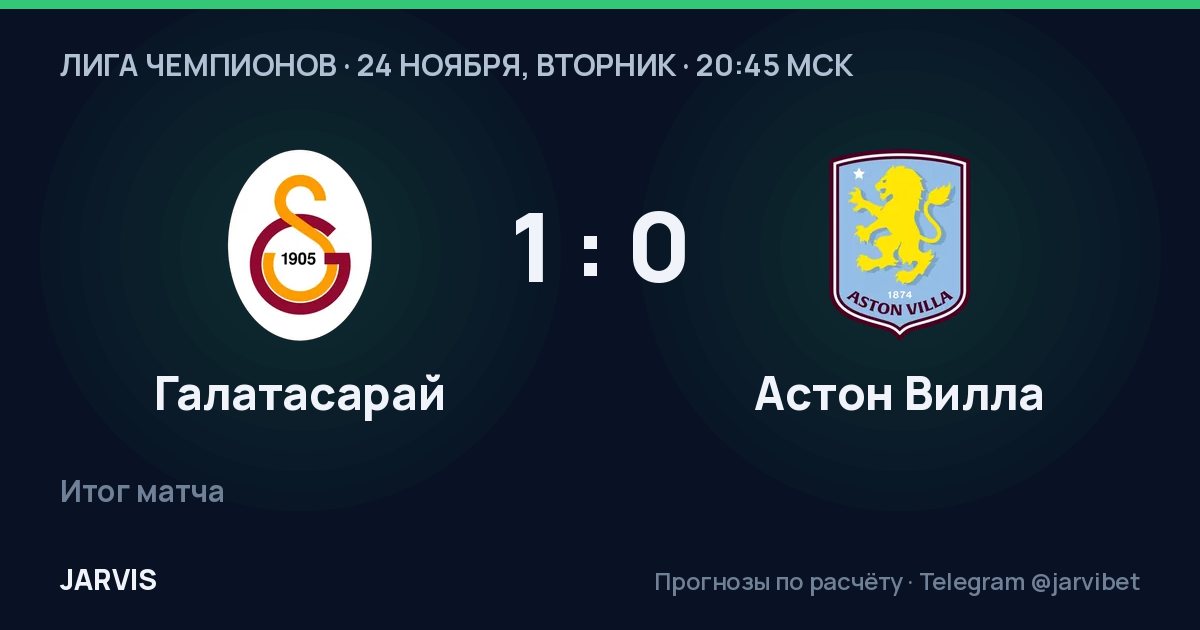 ЛИГА ЧЕМПИОНОВ · 24 НОЯБРЯ, ВТОРНИК · 20:45 МСК
1905
1 : 0
1874
ASTON VILLA
Галатасарай
Астон Вилла
Итог матча
JARVIS
Прогнозы по расчёту · Telegram @jarvibet